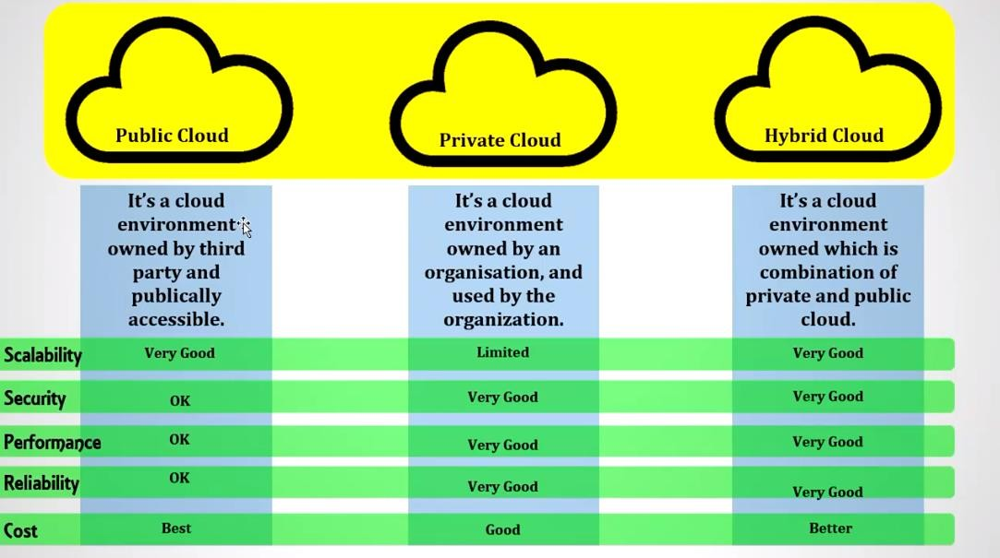 Public Cloud
Private Cloud
Hybrid Cloud
It's a cloud
environment
owned by third
party and
publically
accessible.
It's a cloud
environment
owned by an
organisation, and
used by the
organization.
It's a cloud
environment
owned which is
combination of
private and public
cloud.
Scalability Very Good Limited Very Good
Security OK Very Good Very Good
Performance OK Very Good Very Good
Reliability OK Very Good Very Good
Cost Best Good Better